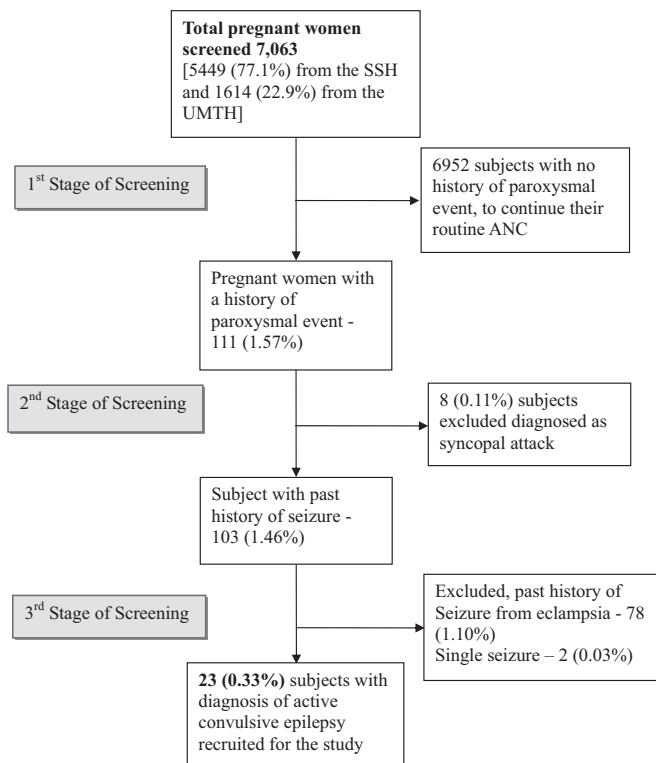 Total pregnant women
screened 7,063
[5449 (77.1%) from the SSH
and 1614 (22.9%) from the
UMTH]
1st Stage of Screening
6952 subjects with no
history of paroxysmal
event, to continue their
routine ANC
Pregnant women with
a history of
paroxysmal event -
111 (1.57%)
2nd Stage of Screening
8 (0.11%) subjects
excluded diagnosed as
syncopal attack
Subject with past
history of seizure -
103 (1.46%)
3rd Stage of Screening
Excluded, past history of
Seizure from eclampsia - 78
(1.10%)
Single seizure – 2 (0.03%)
23 (0.33%) subjects with
diagnosis of active
convulsive epilepsy
recruited for the study